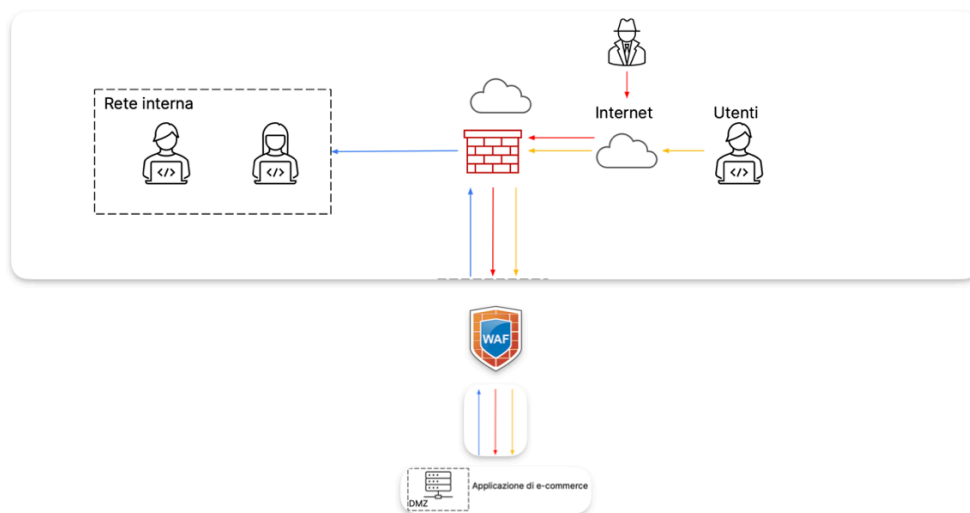 Rete interna
Internet
Utenti
</>
</>
</>
WAF
Applicazione di e-commerce
DMZ